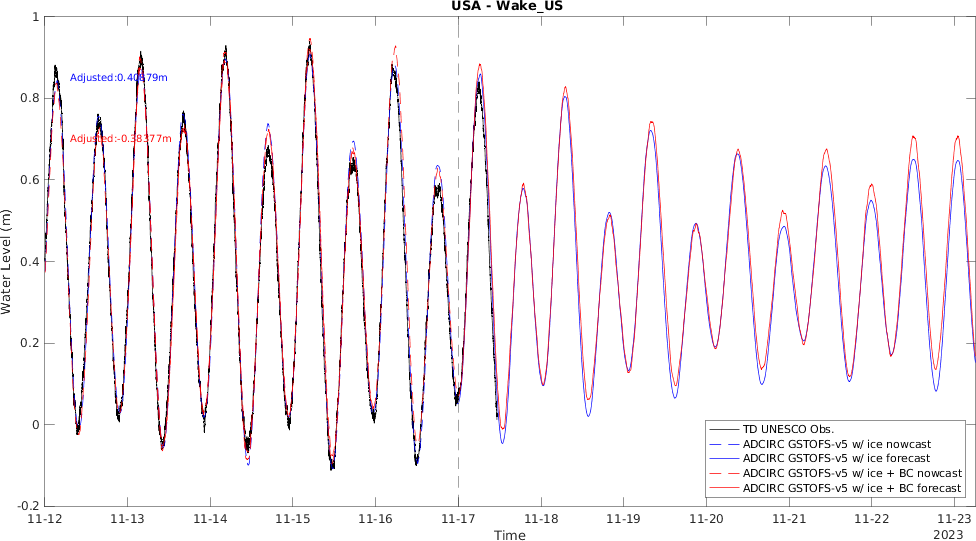 USA - Wake_US
1
0.8
0.6
0.4
0.2
0
-0.2
Water Level (m)
Adjusted:0.40879m
Adjusted:-0.38377m
TD UNESCO Obs.
ADCIRC GSTOFS-v5 w/ ice nowcast
ADCIRC GSTOFS-v5 w/ ice forecast
ADCIRC GSTOFS-v5 w/ ice + BC nowcast
ADCIRC GSTOFS-v5 w/ ice + BC forecast
11-12 11-13 11-14 11-15 11-16 11-17 11-18 11-19 11-20 11-21 11-22 11-23
Time
2023